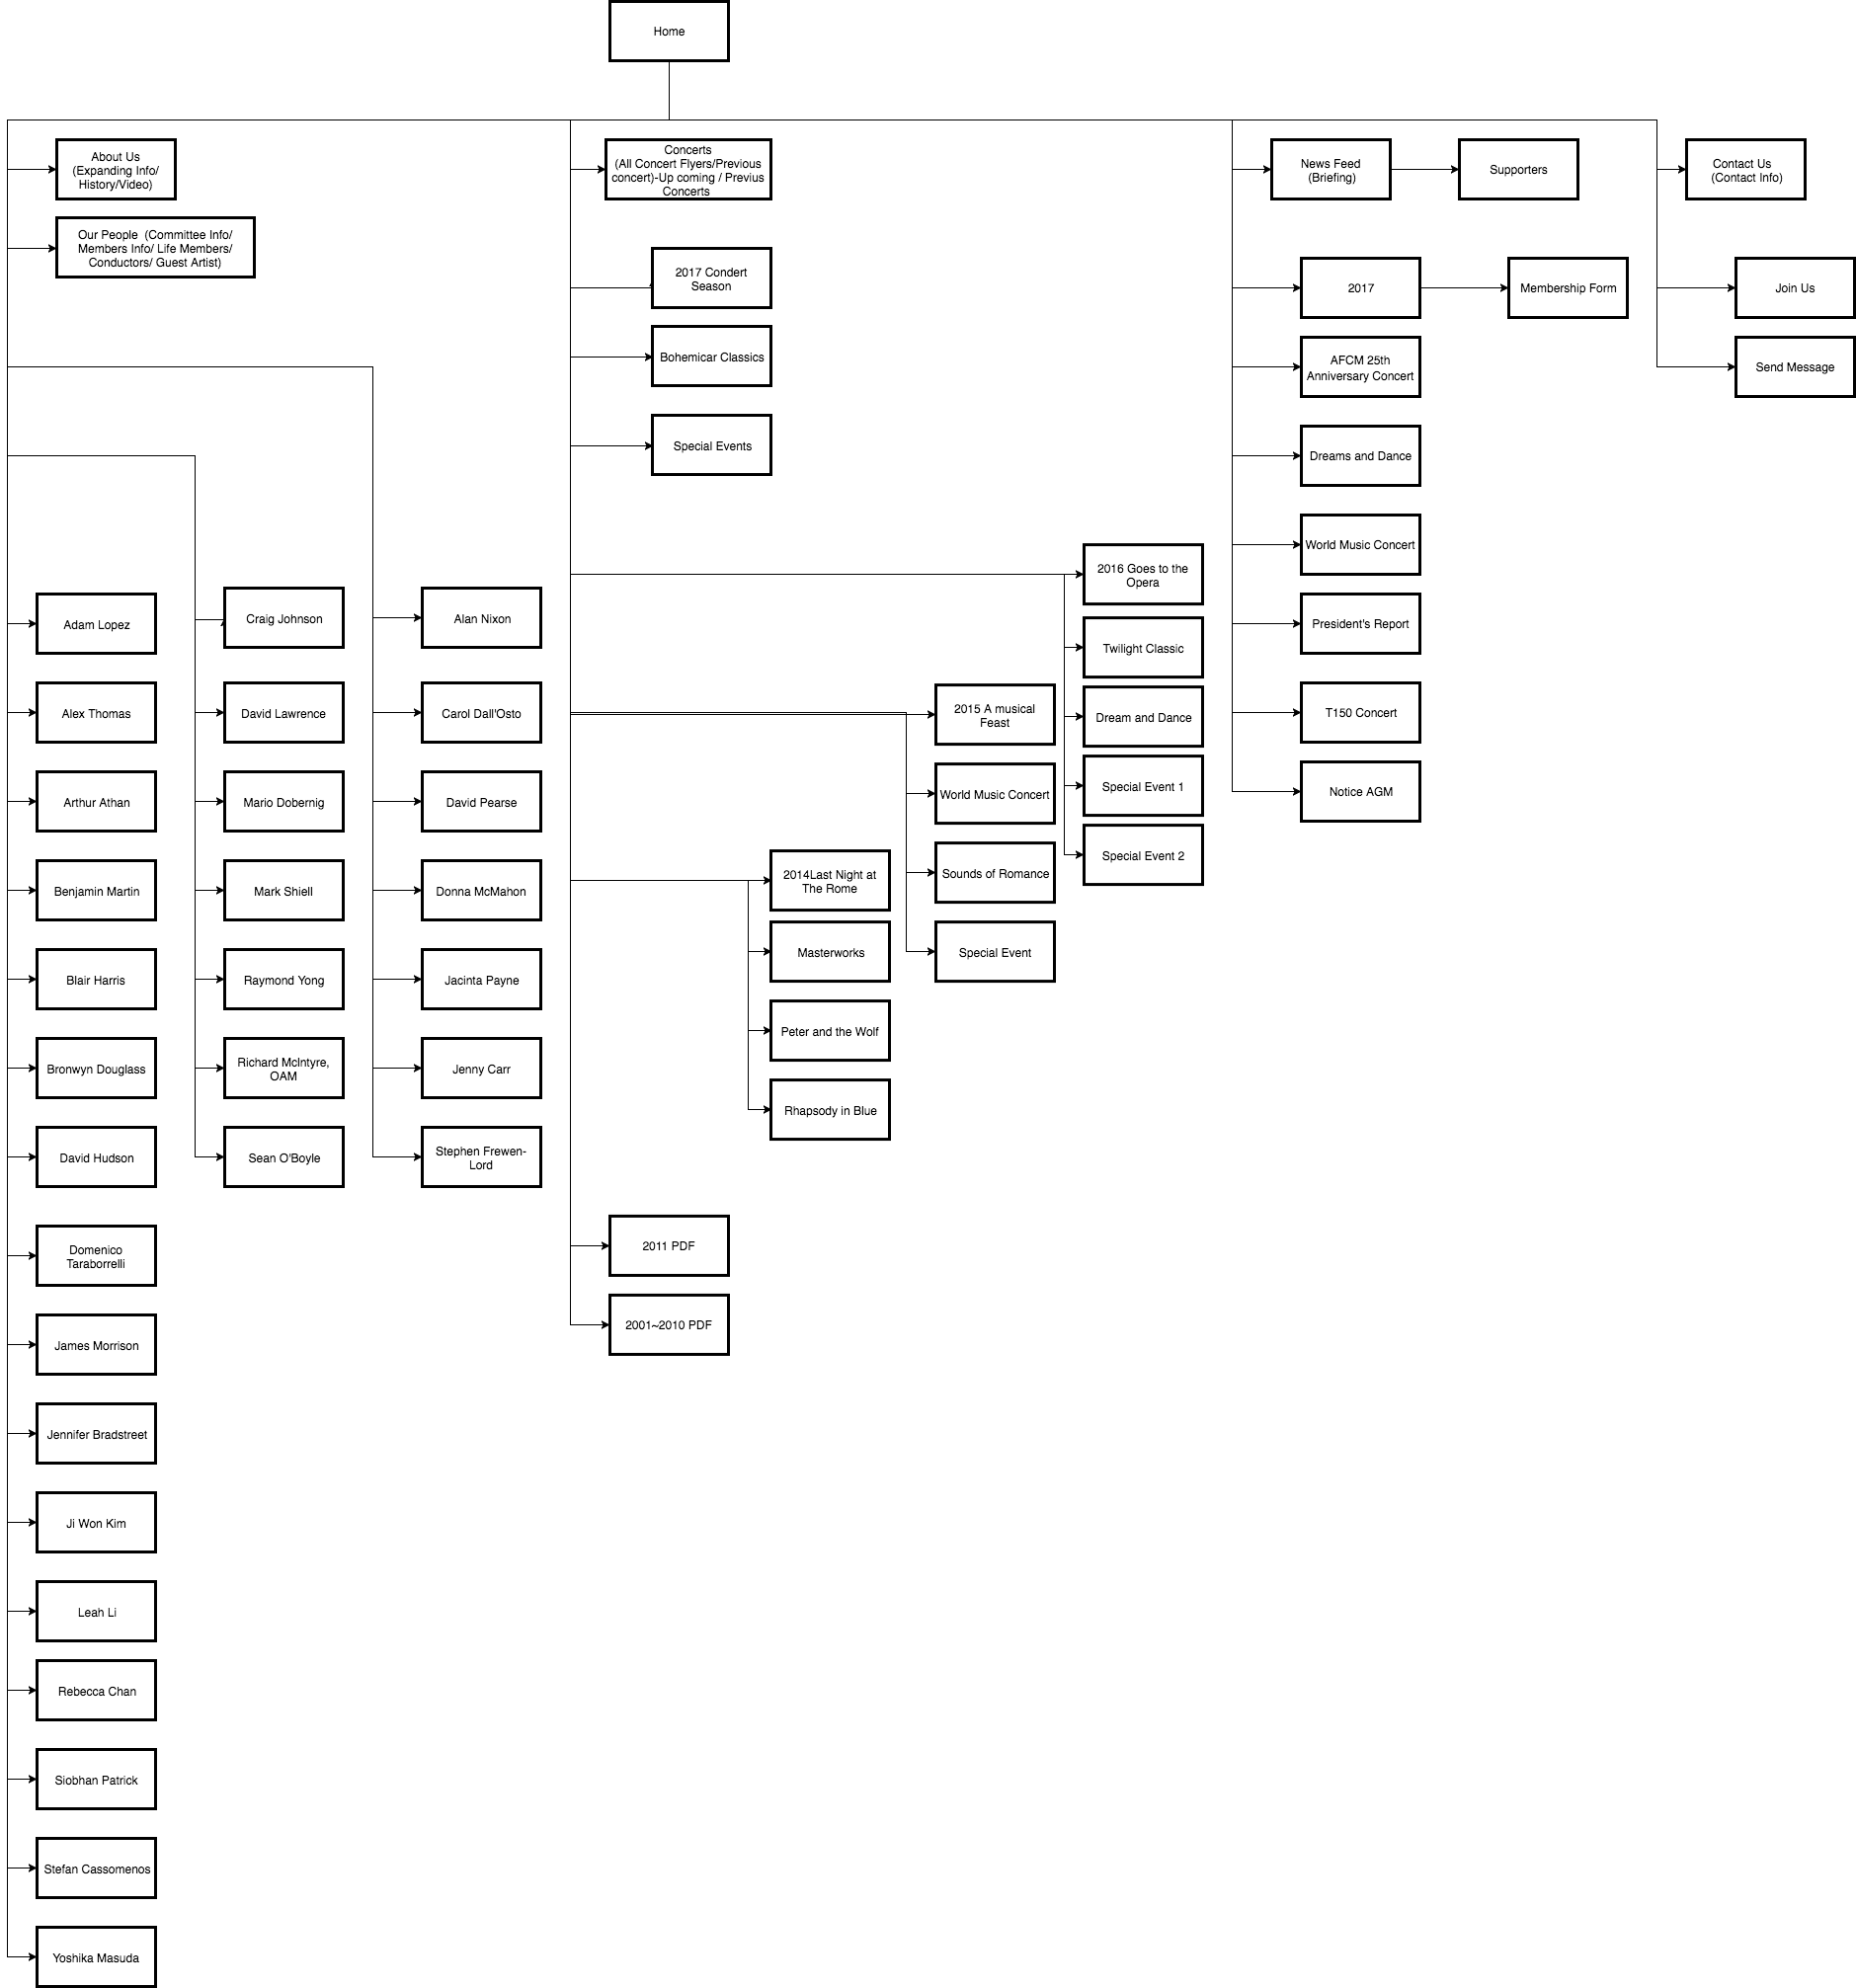 Home
About Us
(Expanding Info/
History/Video)
Our People  (Committee Info/
Members Info/ Life Members/
Conductors/ Guest Artist)
Adam Lopez
Alex Thomas
Arthur Athan
Benjamin Martin
Blair Harris
Bronwyn Douglass
David Hudson
Domenico
Taraborrelli
James Morrison
Jennifer Bradstreet
Ji Won Kim
Leah Li
Rebecca Chan
Siobhan Patrick
Stefan Cassomenos
Yoshika Masuda
Craig Johnson
David Lawrence
Mario Dobernig
Mark Shiell
Raymond Yong
Richard McIntyre,
OAM
Sean O'Boyle
Alan Nixon
Carol Dall'Osto
David Pearse
Donna McMahon
Jacinta Payne
Jenny Carr
Stephen Frewen-
Lord
Concerts
(All Concert Flyers/Previous
concert)-Up coming / Previus
Concerts
2017 Condert
Season
Bohemicar Classics
Special Events
2016 Goes to the
Opera
Twilight Classic
Dream and Dance
Special Event 1
Special Event 2
2015 A musical
Feast
World Music Concert
Sounds of Romance
Special Event
2014Last Night at
The Rome
Masterworks
Peter and the Wolf
Rhapsody in Blue
2011 PDF
2001~2010 PDF
News Feed
(Briefing)
Supporters
2017
Membership Form
AFCM 25th
Anniversary Concert
Dreams and Dance
World Music Concert
President's Report
T150 Concert
Notice AGM
Contact Us
(Contact Info)
Join Us
Send Message